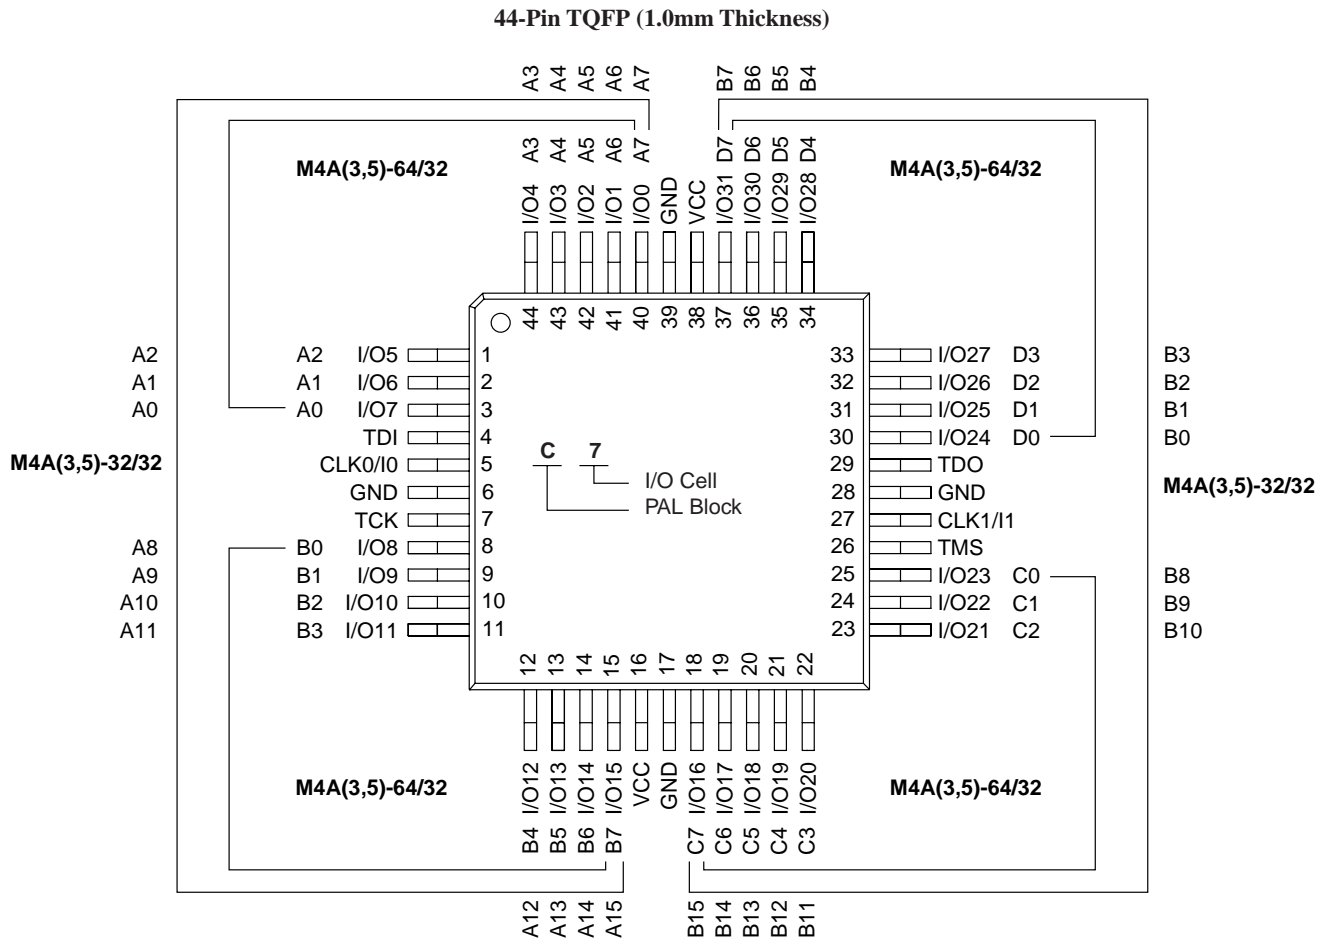 44-Pin TQFP (1.0mm Thickness)
A3 A4 A5 A6 A7 B7 B6 B5 B4
M4A(3,5)-64/32 A3 A4 A5 A6 A7 D7 D6 D5 D4 M4A(3,5)-64/32
I/O4 I/O3 I/O2 I/O1 I/O0 GND VCC I/O31 I/O30 I/O29 I/O28
44 43 42 41 40 39 38 37 36 35 34
A2 A2 I/O5 1 33 I/O27 D3 B3
A1 A1 I/O6 2 32 I/O26 D2 B2
A0 A0 I/O7 3 31 I/O25 D1 B1
TDI 4 30 I/O24 D0 B0
M4A(3,5)-32/32 CLK0/I0 5 C 7 29 TDO
GND 6 I/O Cell 28 GND M4A(3,5)-32/32
TCK 7 PAL Block 27 CLK1/I1
A8 B0 I/O8 8 26 TMS
A9 B1 I/O9 9 25 I/O23 C0 B8
A10 B2 I/O10 10 24 I/O22 C1 B9
A11 B3 I/O11 11 23 I/O21 C2 B10
12 13 14 15 16 17 18 19 20 21 22
M4A(3,5)-64/32 I/O12 I/O13 I/O14 I/O15 VCC GND I/O16 I/O17 I/O18 I/O19 I/O20 M4A(3,5)-64/32
B4 B5 B6 B7 C7 C6 C5 C4 C3
A12 A13 A14 A15 B15 B14 B13 B12 B11